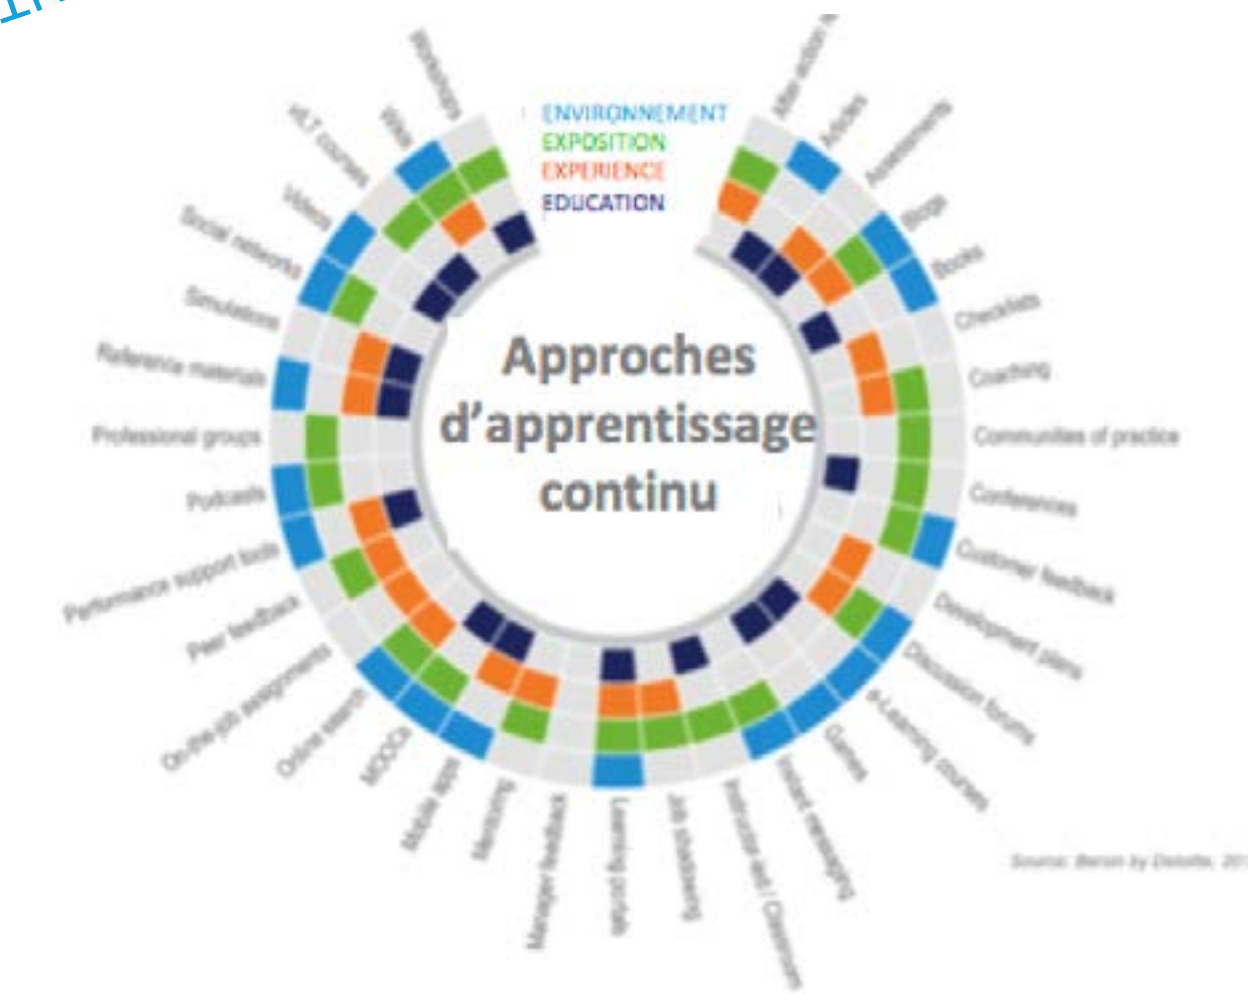 ENVIRONNEMENT
EXPOSITION
EXPERIENCE
EDUCATION
Approches
d’apprentissage
continu
After action
Articles
Assessments
Blogs
Books
Checklists
Coaching
Communities of practice
Conferences
Customer feedback
Development plans
Discussion forums
e-Learning courses
Games
Instant messaging
Instructor-led / Classroom
Job shadowing
Learning portals
Manager feedback
Mentoring
Mobile apps
MOOCs
Online search
On-the-job assignments
Peer feedback
Performance support tools
Podcasts
Professional groups
Reference materials
Simulations
Social networks
Videos
vILT courses
Wikis
Workshops
Source: Bersin by Deloitte,